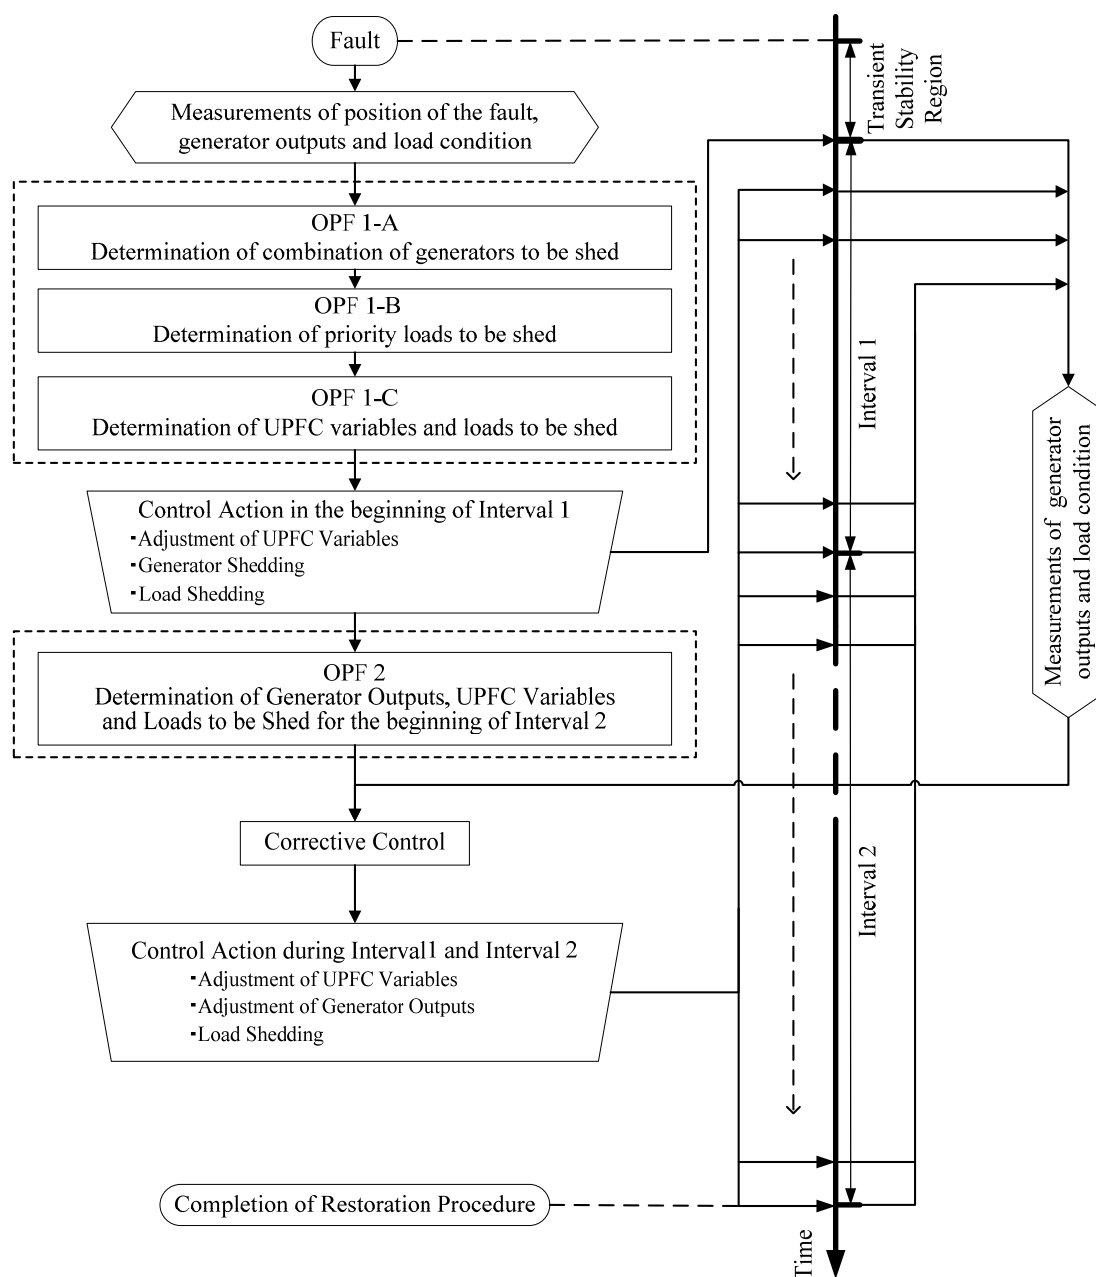 Fault
Measurements of position of the fault,
generator outputs and load condition
OPF 1-A
Determination of combination of generators to be shed
OPF 1-B
Determination of priority loads to be shed
OPF 1-C
Determination of UPFC variables and loads to be shed
Control Action in the beginning of Interval 1
▪Adjustment of UPFC Variables
▪Generator Shedding
▪Load Shedding
OPF 2
Determination of Generator Outputs, UPFC Variables
and Loads to be Shed for the beginning of Interval 2
Corrective Control
Control Action during Interval1 and Interval 2
▪Adjustment of UPFC Variables
▪Adjustment of Generator Outputs
▪Load Shedding
Completion of Restoration Procedure
Transient
Stability
Region
Interval 1
Interval 2
Time
Measurements of generator
outputs and load condition